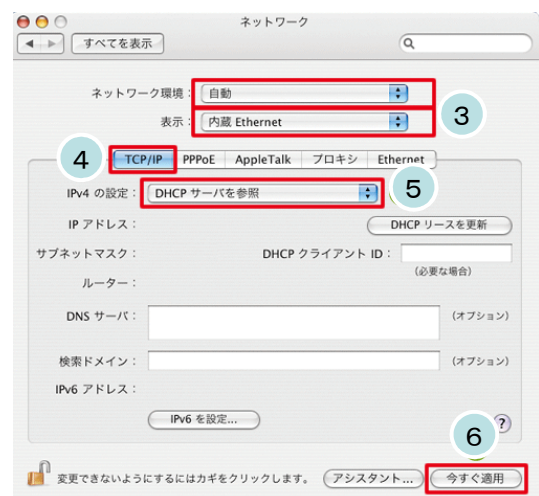 ネットワーク
すべてを表示
ネットワーク環境： 自動
3
表示： 内蔵 Ethernet
4
TCP/IP PPPoE AppleTalk プロキシ Ethernet
IPv4 の設定： DHCP サーバを参照
5
IP アドレス： DHCP リースを更新
サブネットマスク： DHCP クライアント ID：
(必要な場合)
ルーター：
DNS サーバ： (オプション)
検索ドメイン： (オプション)
IPv6 アドレス：
IPv6 を設定... ?
6
変更できないようにするにはカギをクリックします。 アシスタント... 今すぐ適用